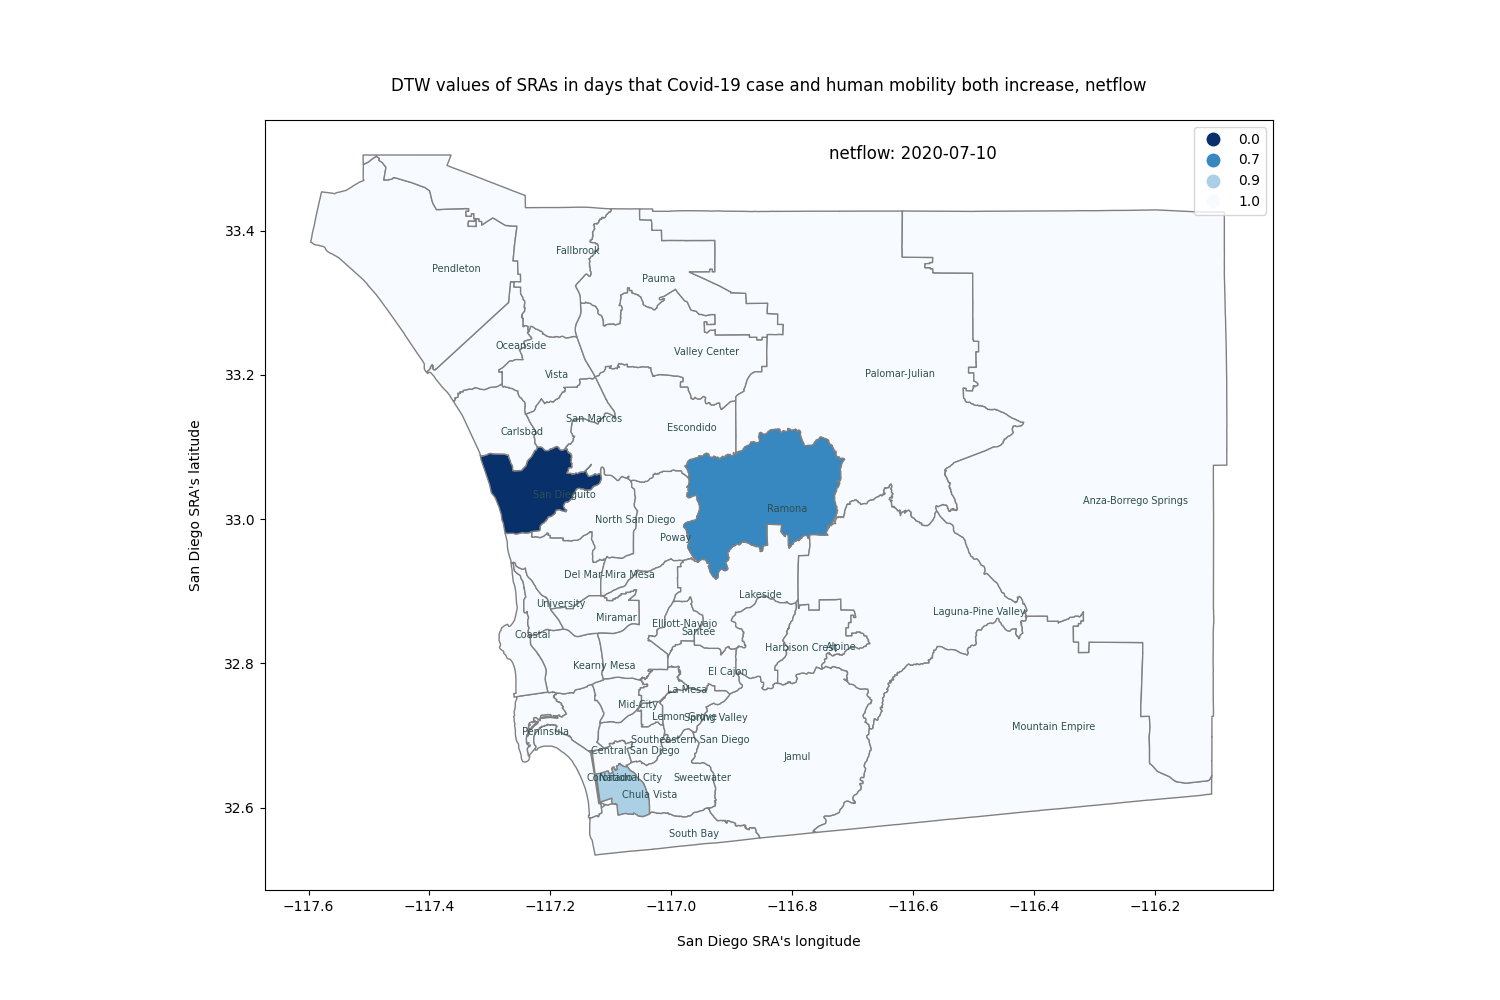 DTW values of SRAs in days that Covid-19 case and human mobility both increase, netflow
netflow: 2020-07-10
0.0
0.7
0.9
1.0
33.4
33.2
33.0
32.8
32.6
San Diego SRA's latitude
Fallbrook
Pendleton
Pauma
Oceanside
Valley Center
Vista
Palomar-Julian
San Marcos
Carlsbad
Escondido
San Dieguito
Anza-Borrego Springs
Ramona
North San Diego
Poway
Del Mar-Mira Mesa
Lakeside
University
Laguna-Pine Valley
Miramar
Elliott-Navajo
Santee
Coastal
Harbison Crest
Alpine
Kearny Mesa
El Cajon
La Mesa
Mid-City
Lemon Grove
Spring Valley
Mountain Empire
Peninsula
Southeastern San Diego
Central San Diego
Jamul
Coronado
National City
Sweetwater
Chula Vista
South Bay
−117.6
−117.4
−117.2
−117.0
−116.8
−116.6
−116.4
−116.2
San Diego SRA's longitude